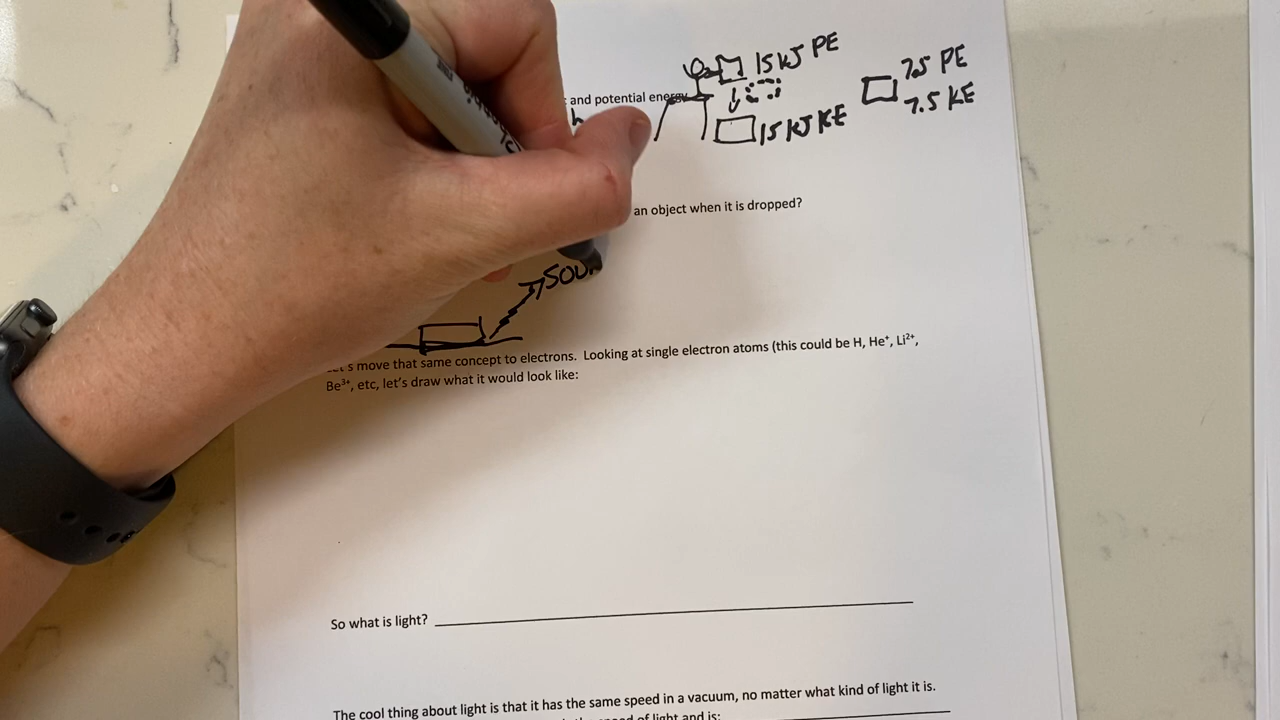 15 kJ PE
7.5 PE
and potential energy
7.5 KE
15 kJ KE
an object when it is dropped?
SOU
move that same concept to electrons. Looking at single electron atoms (this could be H, He⁺, Li²⁺,
Be³⁺, etc, let's draw what it would look like:
So what is light?
The cool thing about light is that it has the same speed in a vacuum, no matter what kind of light it is.
of light and is: